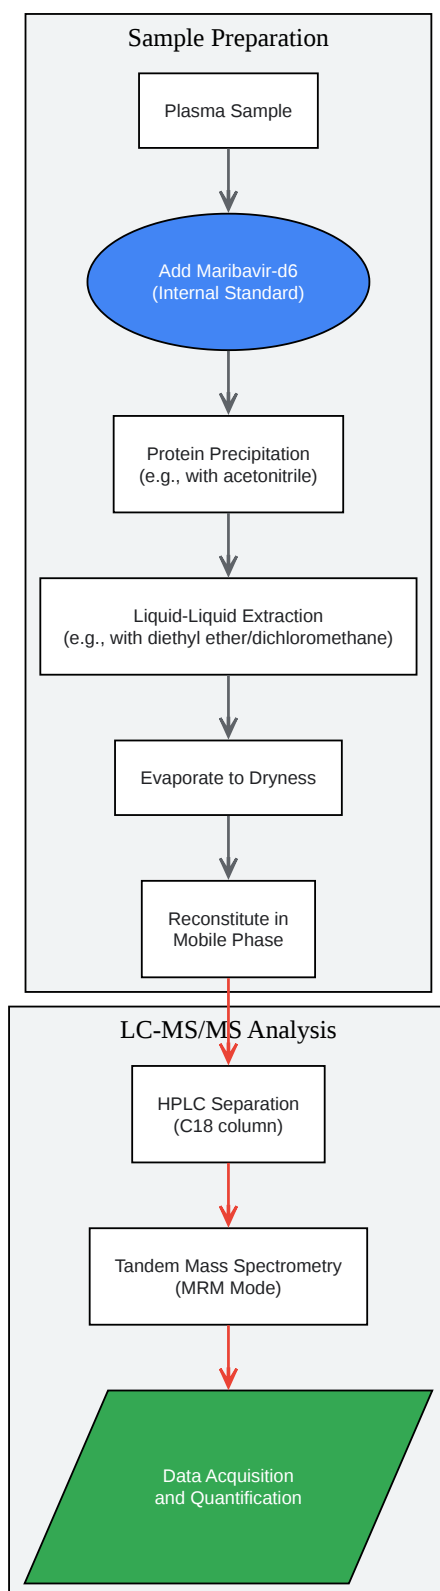 Sample Preparation
Plasma Sample
Add Maribavir-d6
(Internal Standard)
Protein Precipitation
(e.g., with acetonitrile)
Liquid-Liquid Extraction
(e.g., with diethyl ether/dichloromethane)
Evaporate to Dryness
Reconstitute in
Mobile Phase
LC-MS/MS Analysis
HPLC Separation
(C18 column)
Tandem Mass Spectrometry
(MRM Mode)
Data Acquisition
and Quantification